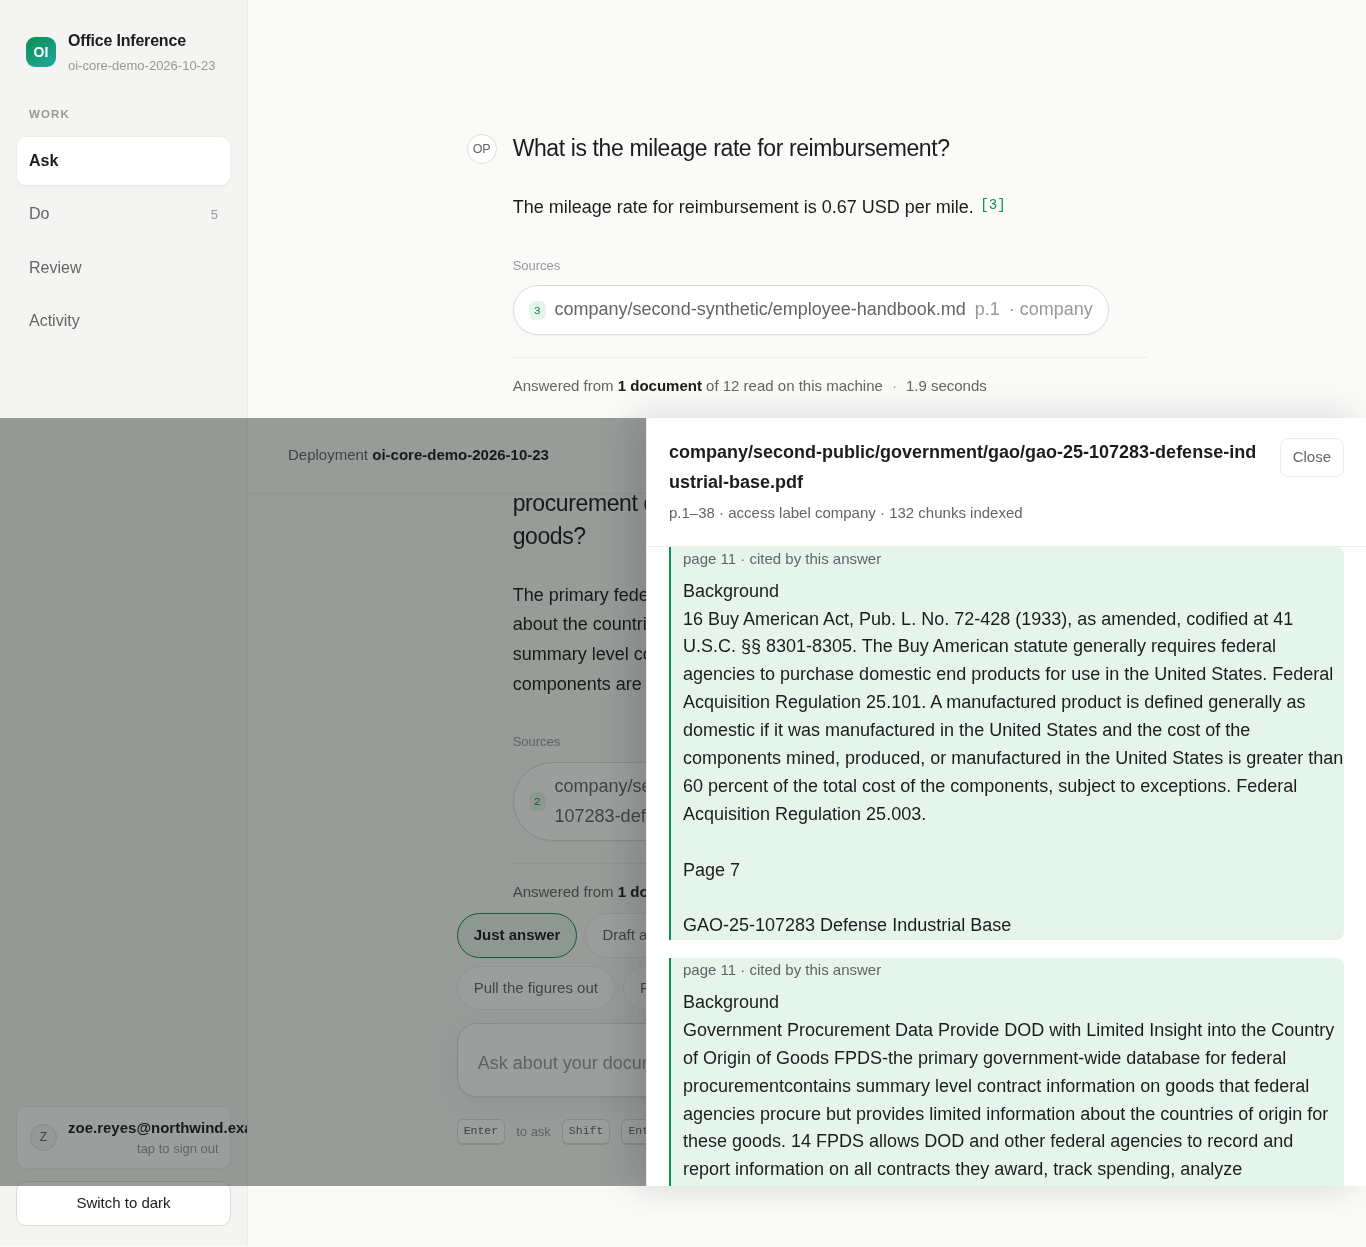 OI
Office Inference
oi-core-demo-2026-10-23
WORK
Ask
Do 5
Review
Activity
OP
What is the mileage rate for reimbursement?
The mileage rate for reimbursement is 0.67 USD per mile. [3]
Sources
3 company/second-synthetic/employee-handbook.md p.1 · company
Answered from 1 document of 12 read on this machine · 1.9 seconds
Deployment oi-core-demo-2026-10-23
procurement
goods?
The primary fede
about the countri
summary level co
components are
Sources
2 company/se
107283-def
Answered from 1 do
Just answer
Draft a
Pull the figures out
Ask about your docu
Enter to ask Shift Ent
company/second-public/government/gao/gao-25-107283-defense-ind
ustrial-base.pdf
Close
p.1–38 · access label company · 132 chunks indexed
page 11 · cited by this answer
Background
16 Buy American Act, Pub. L. No. 72-428 (1933), as amended, codified at 41
U.S.C. §§ 8301-8305. The Buy American statute generally requires federal
agencies to purchase domestic end products for use in the United States. Federal
Acquisition Regulation 25.101. A manufactured product is defined generally as
domestic if it was manufactured in the United States and the cost of the
components mined, produced, or manufactured in the United States is greater than
60 percent of the total cost of the components, subject to exceptions. Federal
Acquisition Regulation 25.003.
Page 7
GAO-25-107283 Defense Industrial Base
page 11 · cited by this answer
Background
Government Procurement Data Provide DOD with Limited Insight into the Country
of Origin of Goods FPDS-the primary government-wide database for federal
procurementcontains summary level contract information on goods that federal
agencies procure but provides limited information about the countries of origin for
these goods. 14 FPDS allows DOD and other federal agencies to record and
report information on all contracts they award, track spending, analyze
Z
zoe.reyes@northwind.exa
tap to sign out
Switch to dark